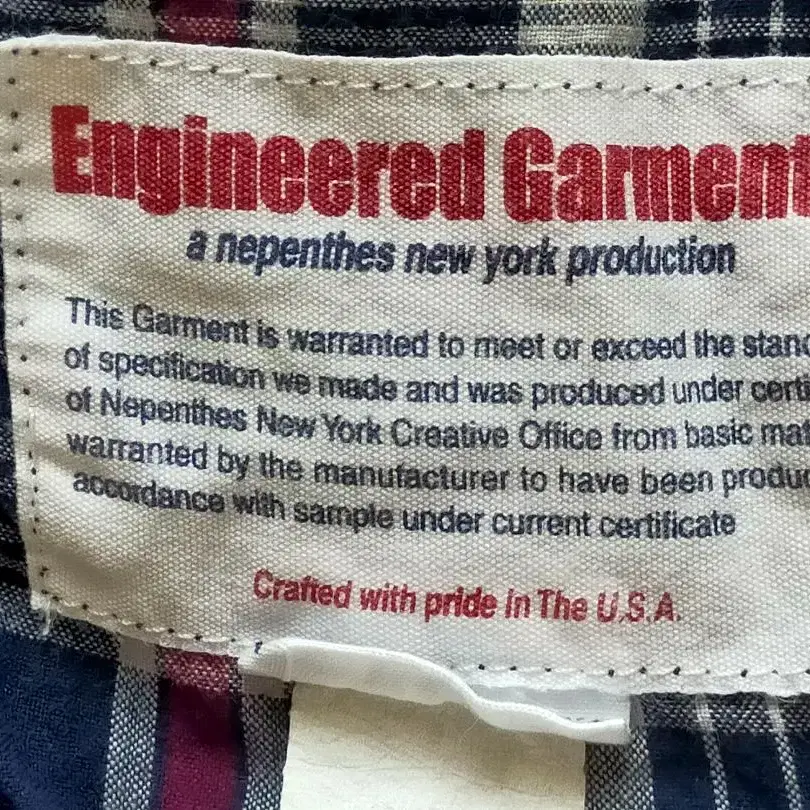 Engineered Garment
a nepenthes new york production
This Garment is warranted to meet or exceed the stand
of specification we made and was produced under certi
of Nepenthes New York Creative Office from basic mat
warranted by the manufacturer to have been produc
accordance with sample under current certificate
Crafted with pride in The U.S.A.